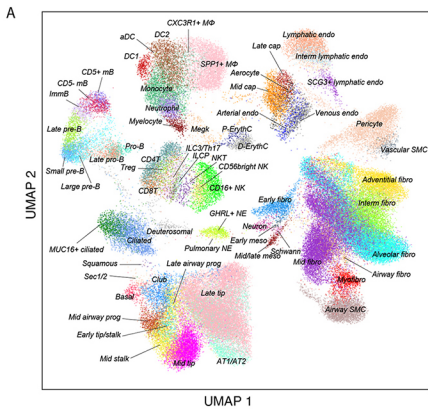 A
CXCR3R1+ MΦ
aDC
DC2
DC1
SPP1+ MΦ
CD5+ mB
CD5- mB
ImmB
Monocyte
Neutrophil
Myelocyte
Megk
Late pre-B
Small pre-B
Large pre-B
Late pro-B
Pro-B
P-ErythC
D-ErythC
CD4T
Treg
CD8T
ILC3/Th17
ILCP
NKT
CD56bright NK
CD16+ NK
Lymphatic endo
Late cap
Interm lymphatic endo
Aerocyte
SCG3+ lymphatic endo
Mid cap
Arterial endo
Venous endo
Pericyte
Vascular SMC
Adventitial fibro
Early fibro
Interm fibro
GHRL+ NE
Neuron
Early meso
Mid/late meso
Schwann
Mid fibro
Alveolar fibro
Airway fibro
Myofibro
Airway SMC
Pulmonary NE
Deuterosomal
Ciliated
MUC16+ ciliated
Squamous
Sec1/2
Late airway prog
Club
Basal
Late tip
Mid airway prog
Early tip/stalk
Mid stalk
Mid tip
AT1/AT2
UMAP 2
UMAP 1